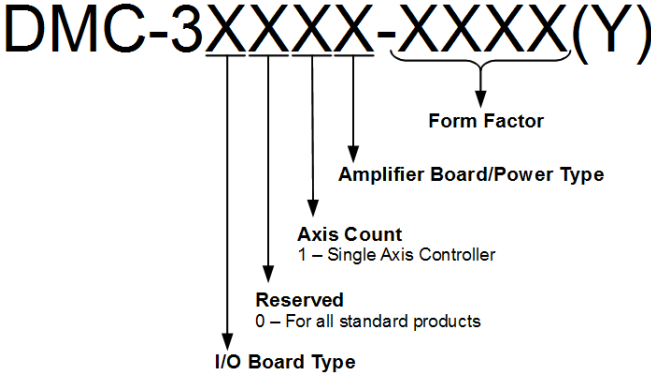 DMC-3XXXX-XXXX(Y)
Form Factor
Amplifier Board/Power Type
Axis Count
1 – Single Axis Controller
Reserved
0 – For all standard products
I/O Board Type